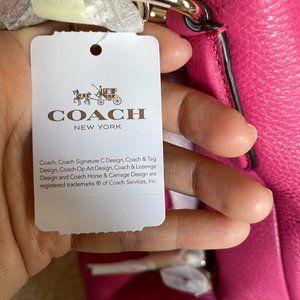 COACH
NEW YORK
Coach, Coach Signature C Design, Coach & Tag
Design, Coach Op Art Design, Coach & Lozenge
Design and Coach Horse & Carriage Design are
registered trademarks ® of Coach Services, Inc.